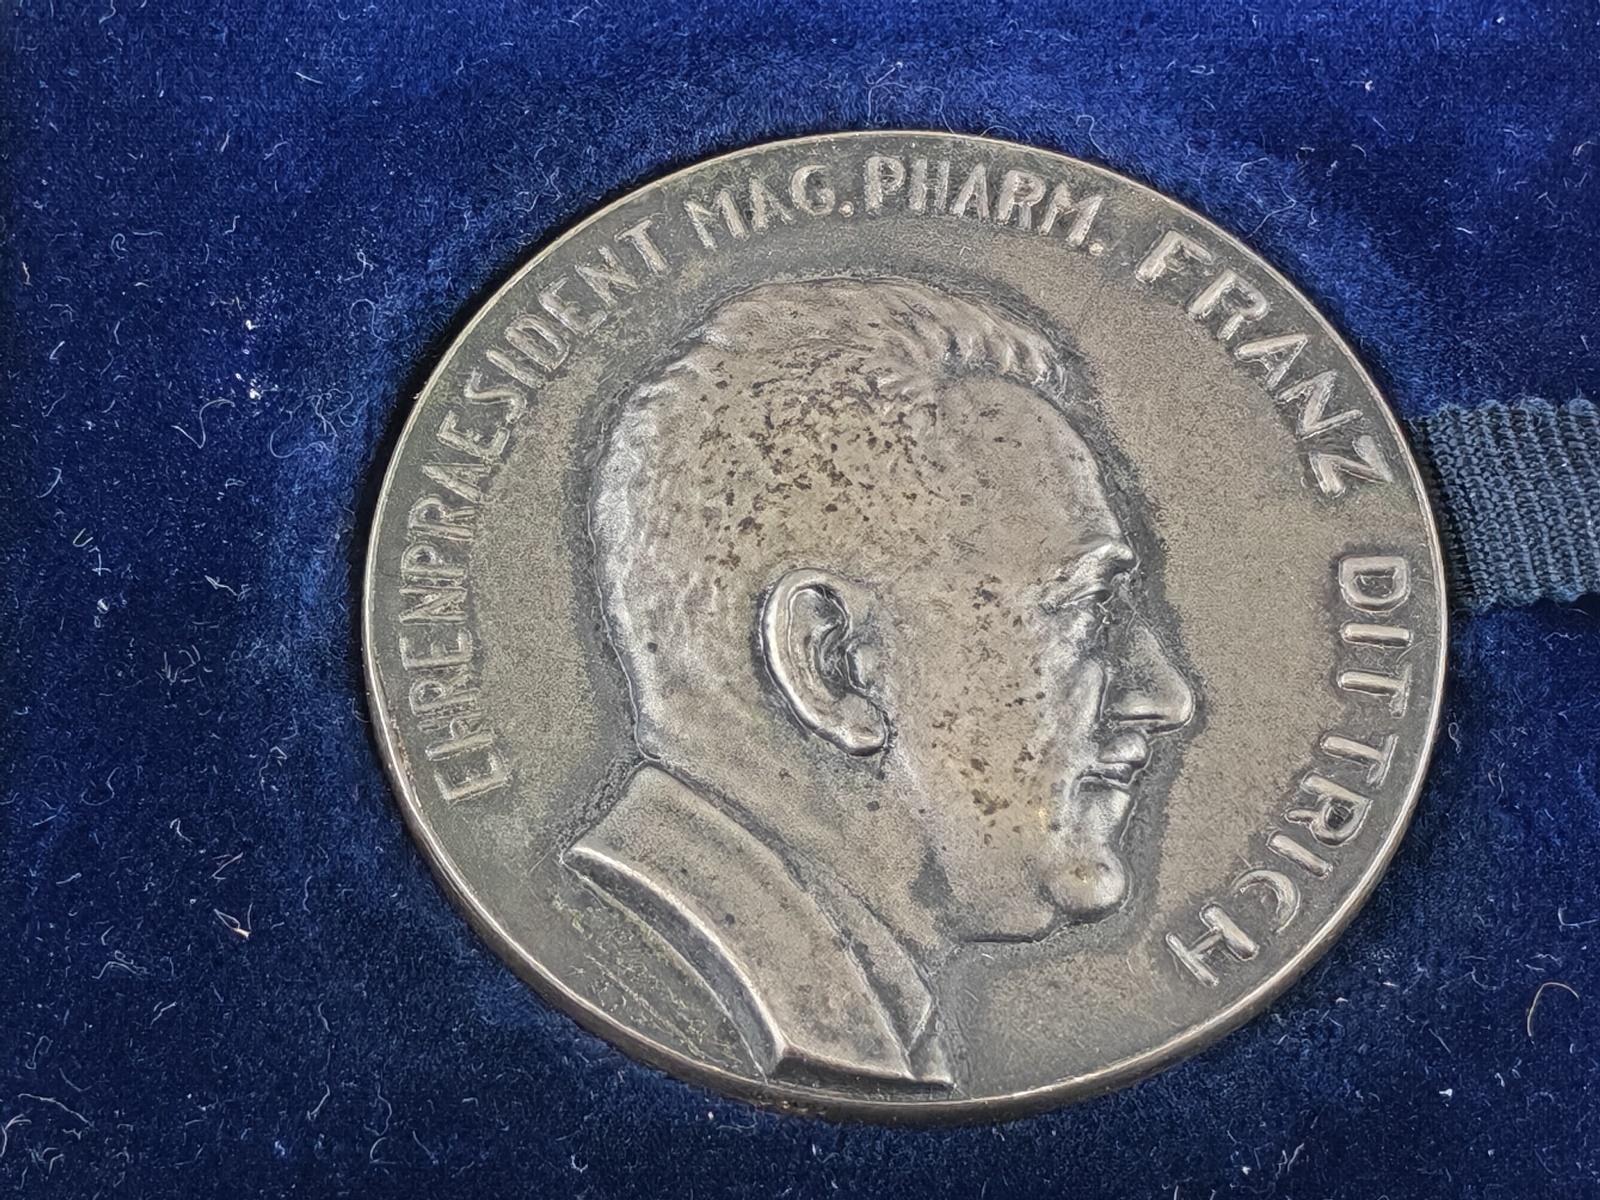 EHRENPRAESIDENT MAG. PHARM. FRANZ DITTRICH